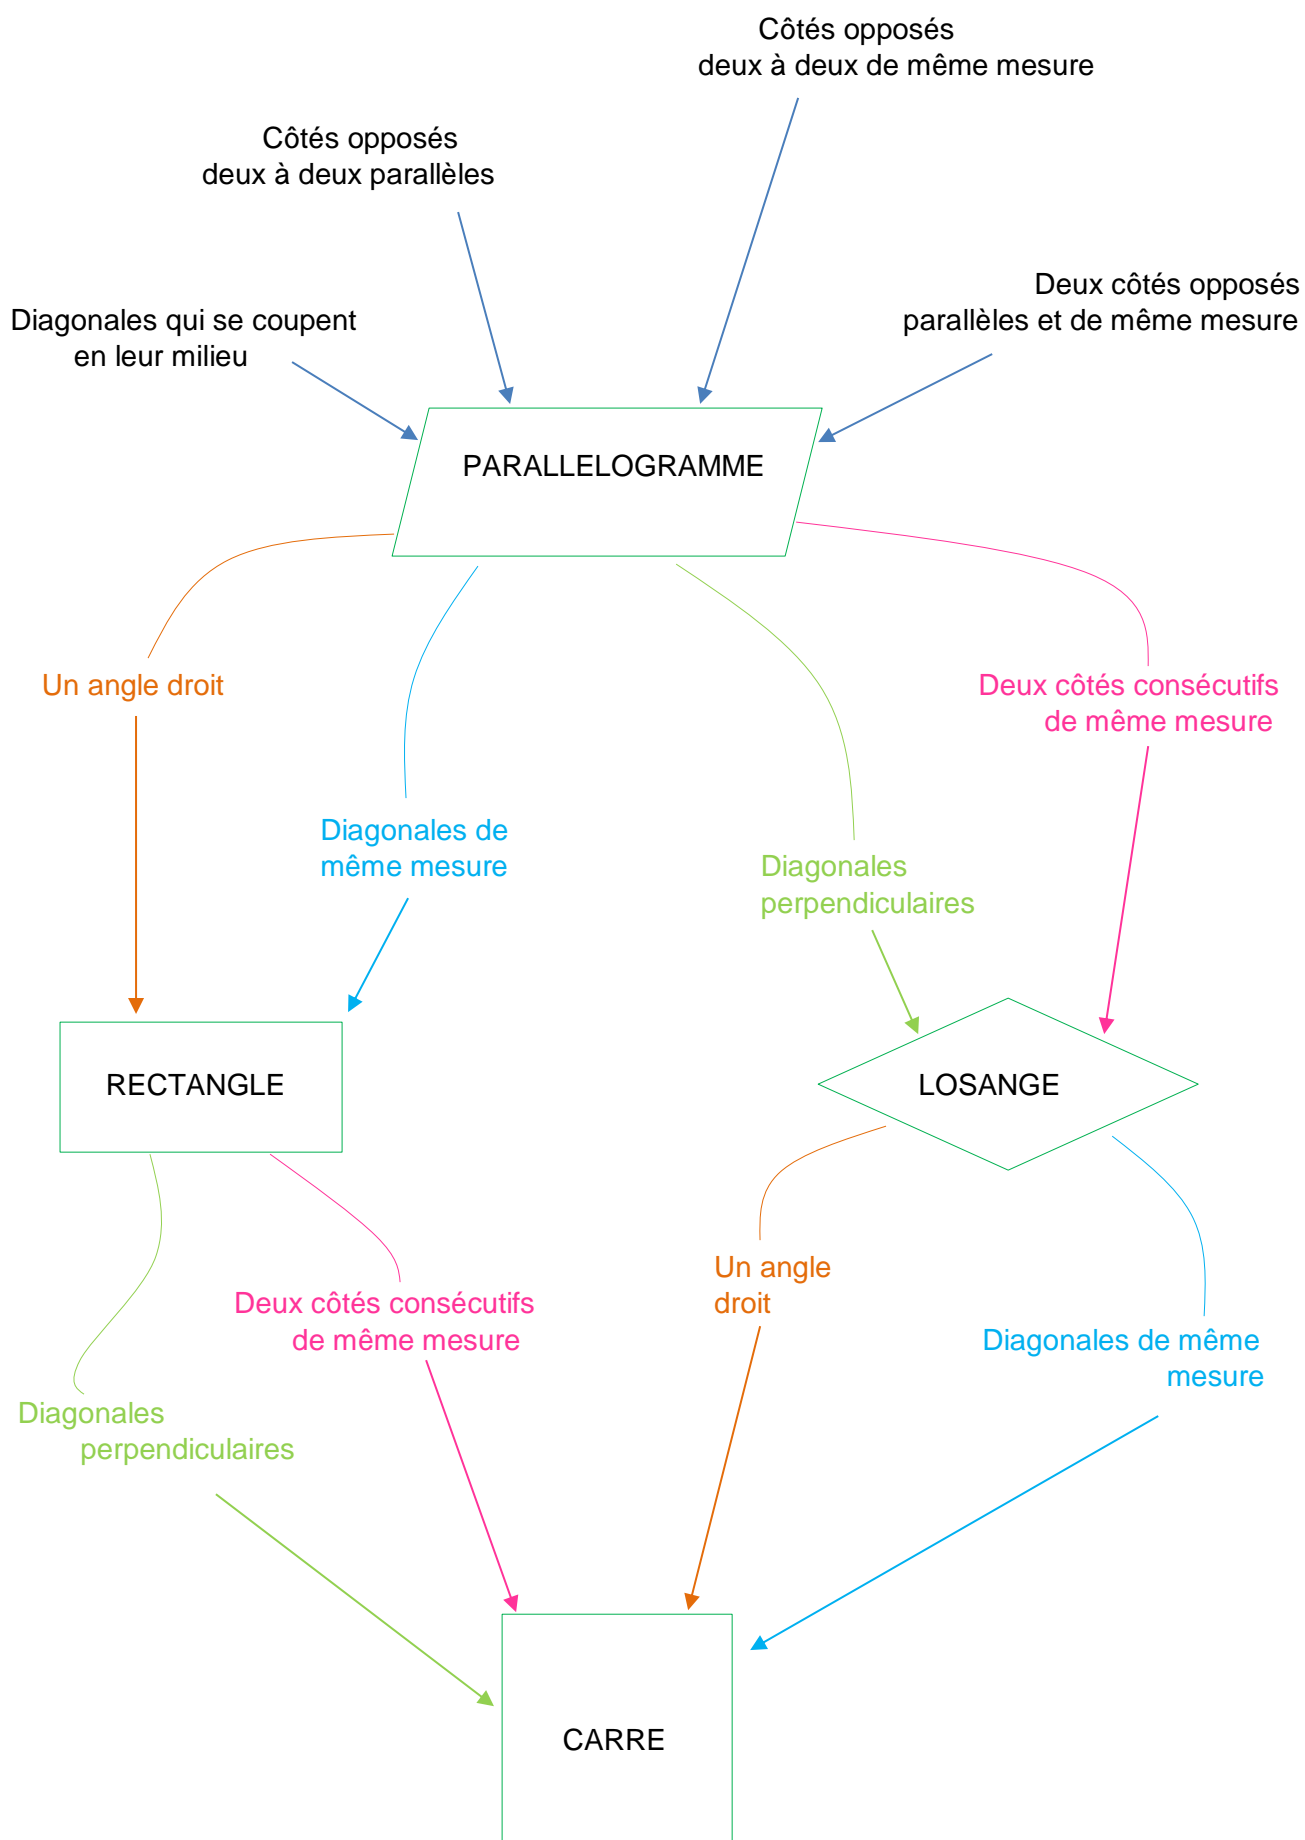 Côtés opposés
deux à deux de même mesure
Côtés opposés
deux à deux parallèles
Deux côtés opposés
parallèles et de même mesure
Diagonales qui se coupent
en leur milieu
PARALLELOGRAMME
Un angle droit
Deux côtés consécutifs
de même mesure
Diagonales de
même mesure
Diagonales
perpendiculaires
RECTANGLE
LOSANGE
Un angle
droit
Deux côtés consécutifs
de même mesure
Diagonales de même
mesure
Diagonales
perpendiculaires
CARRE